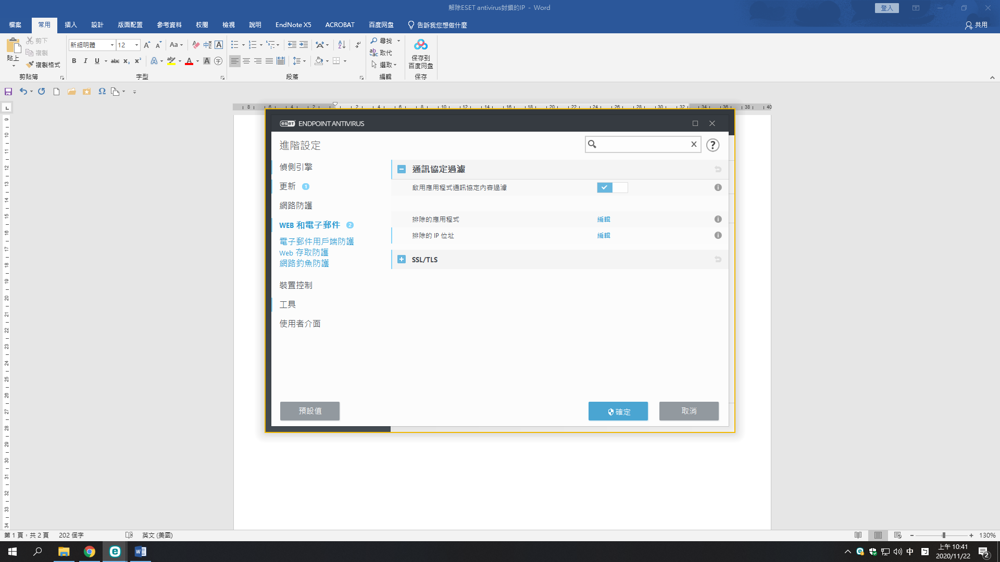 解除ESET antivirus封鎖的IP - Word
登入
檔案 常用 插入 設計 版面配置 參考資料 校閱 檢視 說明 EndNote X5 ACROBAT 百度网盘 告訴我您想做什麼
共用
貼上
剪下
複製
複製格式
剪貼簿
新細明體 12
字型
段落
尋找
取代
選取
編輯
保存到
百度网盘
保存
ENDPOINT ANTIVIRUS
進階設定
?
偵側引擎
更新 1
網路防護
WEB 和電子郵件 2
電子郵件用戶端防護
Web 存取防護
網路釣魚防護
裝置控制
工具
使用者介面
通訊協定過濾
啟用應用程式通訊協定內容過濾
排除的應用程式 編輯
排除的 IP 位址 編輯
SSL/TLS
預設值
確定
取消
第 1 頁，共 2 頁 202 個字 英文 (美國)
130%
中
上午 10:41
2020/11/22
2